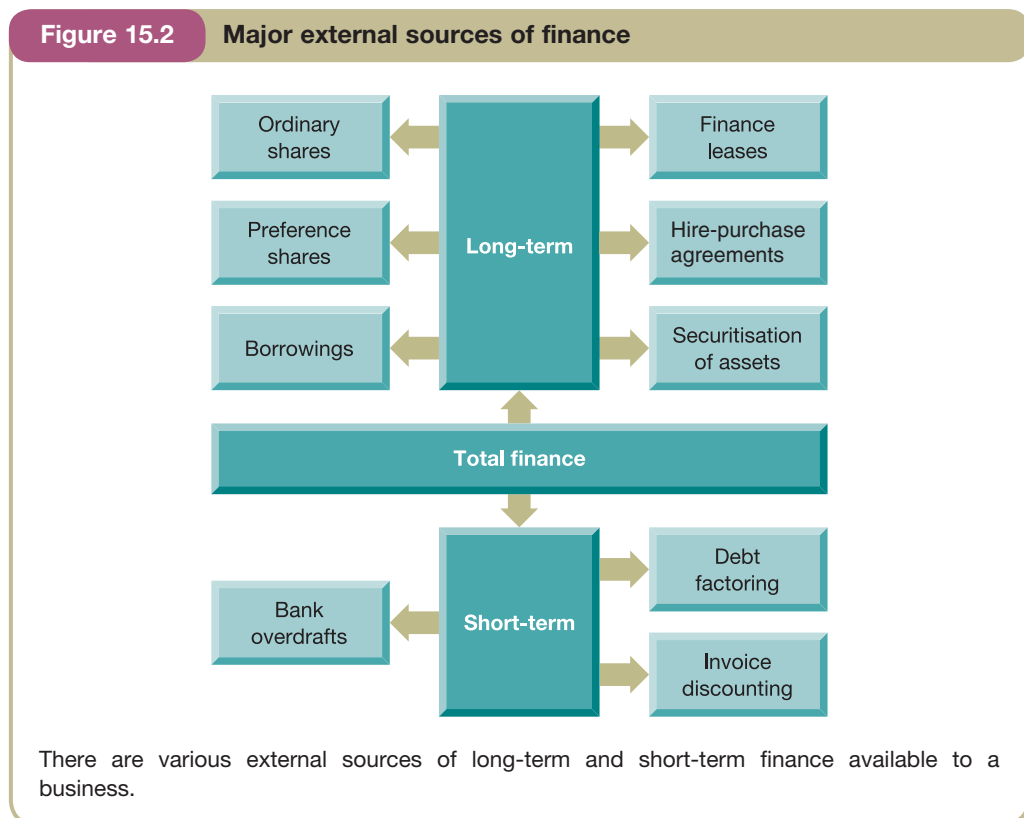 Figure 15.2
Major external sources of finance
Ordinary
shares
Finance
leases
Preference
shares
Long-term
Hire-purchase
agreements
Borrowings
Securitisation
of assets
Total finance
Debt
factoring
Bank
overdrafts
Short-term
Invoice
discounting
There are various external sources of long-term and short-term finance available to a
business.